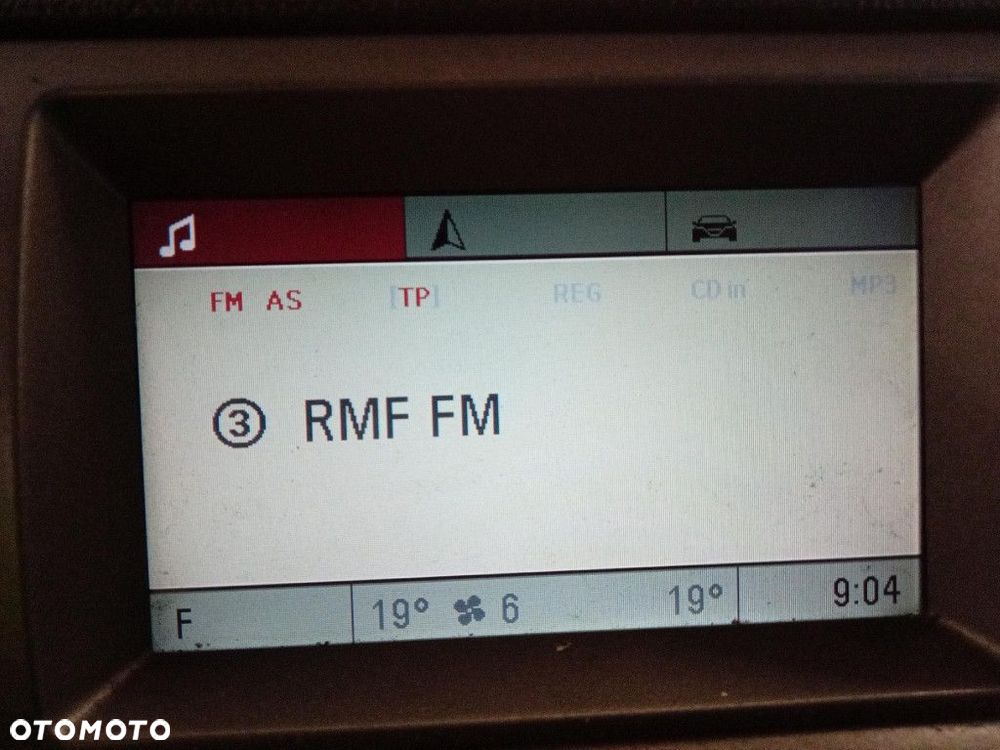 FM AS [TP] REG CD in MP3
③ RMF FM
F 19° 6 19° 9:04
OTOMOTO